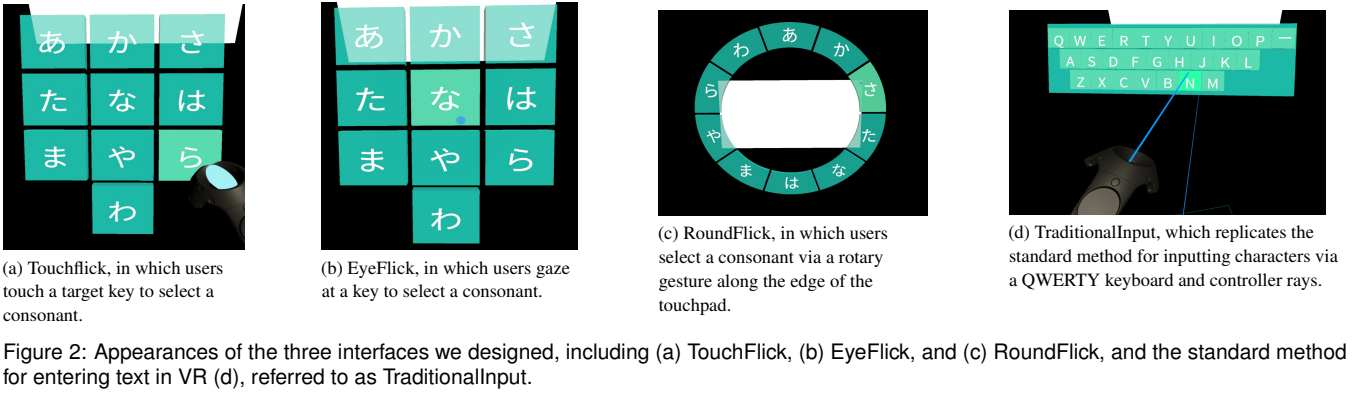 あ か さ
た な は
ま や ら
わ
あ か さ
た な は
ま や ら
わ
あ
か
さ
た
な
は
ま
や
ら
わ
Q W E R T Y U I O P ー
A S D F G H J K L
Z X C V B N M
(a) Touchflick, in which users
touch a target key to select a
consonant.
(b) EyeFlick, in which users gaze
at a key to select a consonant.
(c) RoundFlick, in which users
select a consonant via a rotary
gesture along the edge of the
touchpad.
(d) TraditionalInput, which replicates the
standard method for inputting characters via
a QWERTY keyboard and controller rays.
Figure 2: Appearances of the three interfaces we designed, including (a) TouchFlick, (b) EyeFlick, and (c) RoundFlick, and the standard method
for entering text in VR (d), referred to as TraditionalInput.